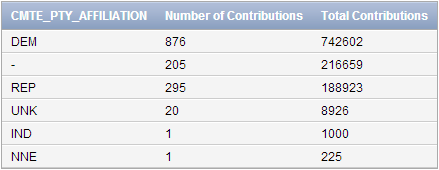 CMTE_PTY_AFFILIATION Number of Contributions Total Contributions
DEM 876 742602
- 205 216659
REP 295 188923
UNK 20 8926
IND 1 1000
NNE 1 225